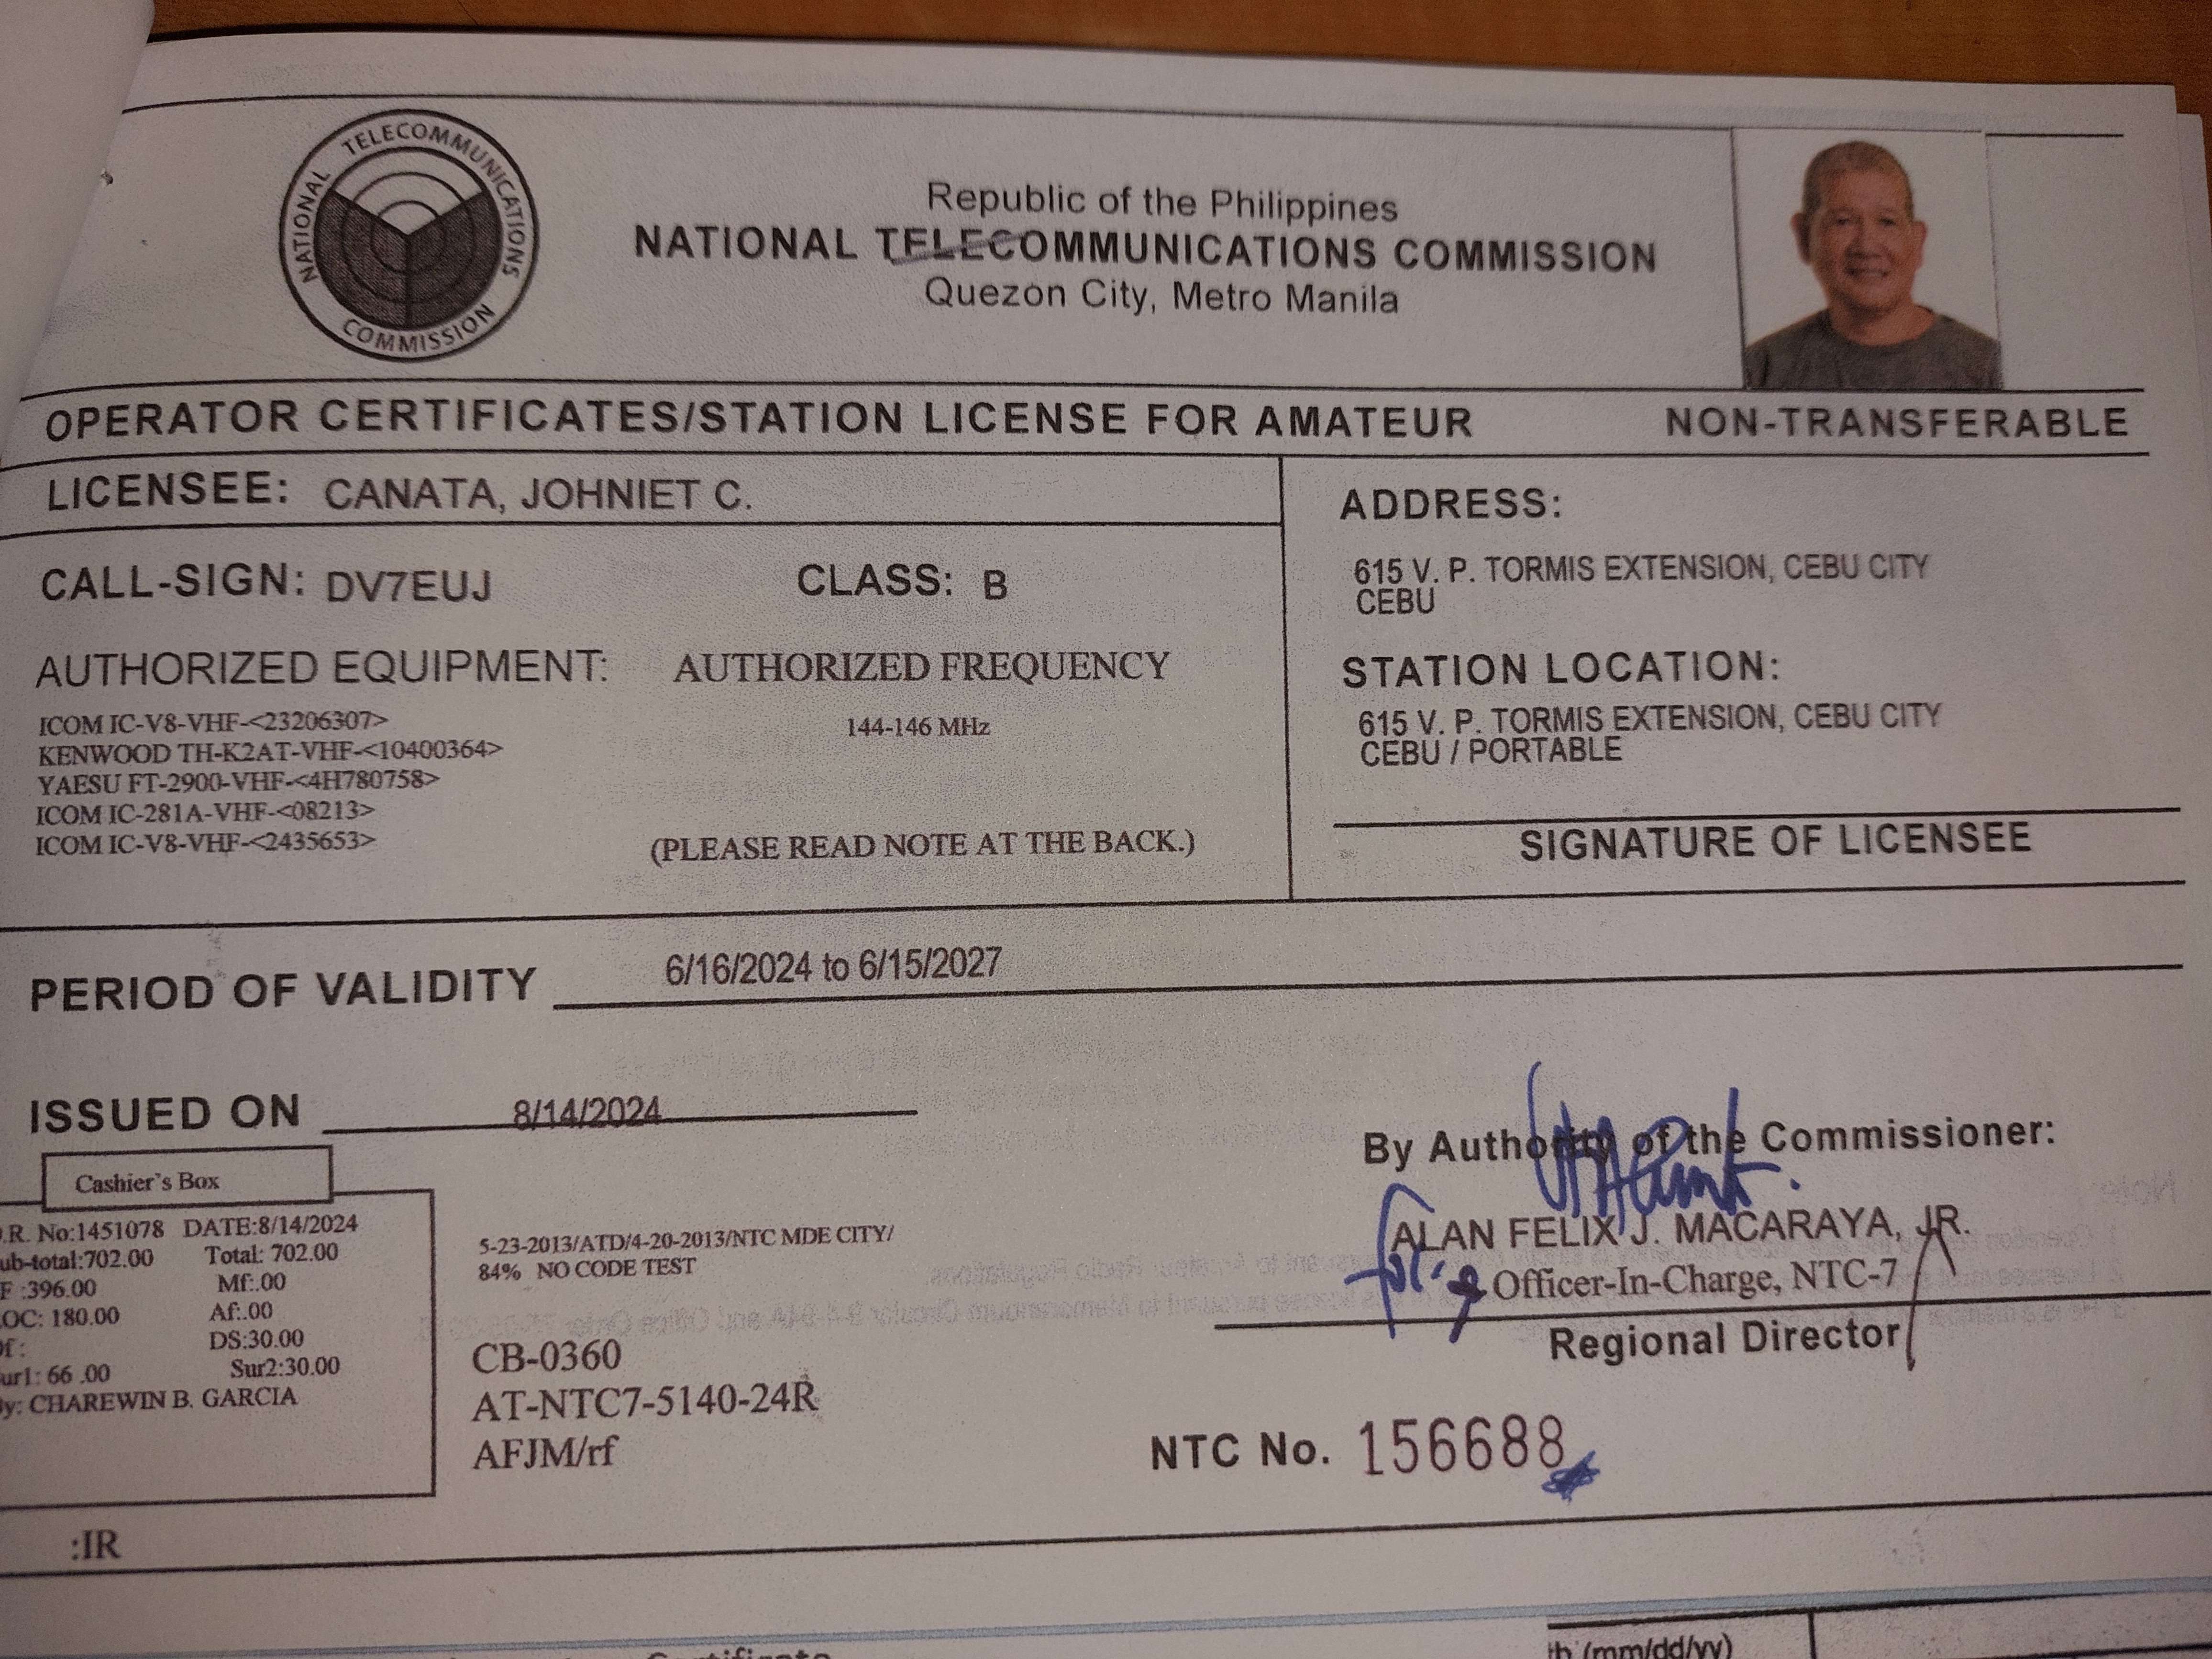 NATIONAL TELECOMMUNICATIONS COMMISSION
Republic of the Philippines
NATIONAL TELECOMMUNICATIONS COMMISSION
Quezon City, Metro Manila
OPERATOR CERTIFICATES/STATION LICENSE FOR AMATEUR NON-TRANSFERABLE
LICENSEE: CANATA, JOHNIET C.
CALL-SIGN: DV7EUJ CLASS: B
AUTHORIZED EQUIPMENT: AUTHORIZED FREQUENCY
ICOM IC-V8-VHF-<23206307>
144-146 MHz
KENWOOD TH-K2AT-VHF-<10400364>
YAESU FT-2900-VHF-<4H780758>
ICOM IC-281A-VHF-<08213>
ICOM IC-V8-VHF-<2435653>
(PLEASE READ NOTE AT THE BACK.)
ADDRESS:
615 V. P. TORMIS EXTENSION, CEBU CITY
CEBU
STATION LOCATION:
615 V. P. TORMIS EXTENSION, CEBU CITY
CEBU / PORTABLE
SIGNATURE OF LICENSEE
PERIOD OF VALIDITY 6/16/2024 to 6/15/2027
ISSUED ON 8/14/2024
Cashier's Box
.R. No:1451078 DATE:8/14/2024
ub-total:702.00 Total: 702.00
F :396.00 Mf:.00
OC: 180.00 Af:.00
f : DS:30.00
ur1: 66 .00 Sur2:30.00
y: CHAREWIN B. GARCIA
5-23-2013/ATD/4-20-2013/NTC MDE CITY/
84% NO CODE TEST
CB-0360
AT-NTC7-5140-24R
AFJM/rf
By Authority of the Commissioner:
ALAN FELIX J. MACARAYA, JR.
for: Officer-In-Charge, NTC-7
Regional Director
NTC No. 156688
:IR
(mm/dd/yy)